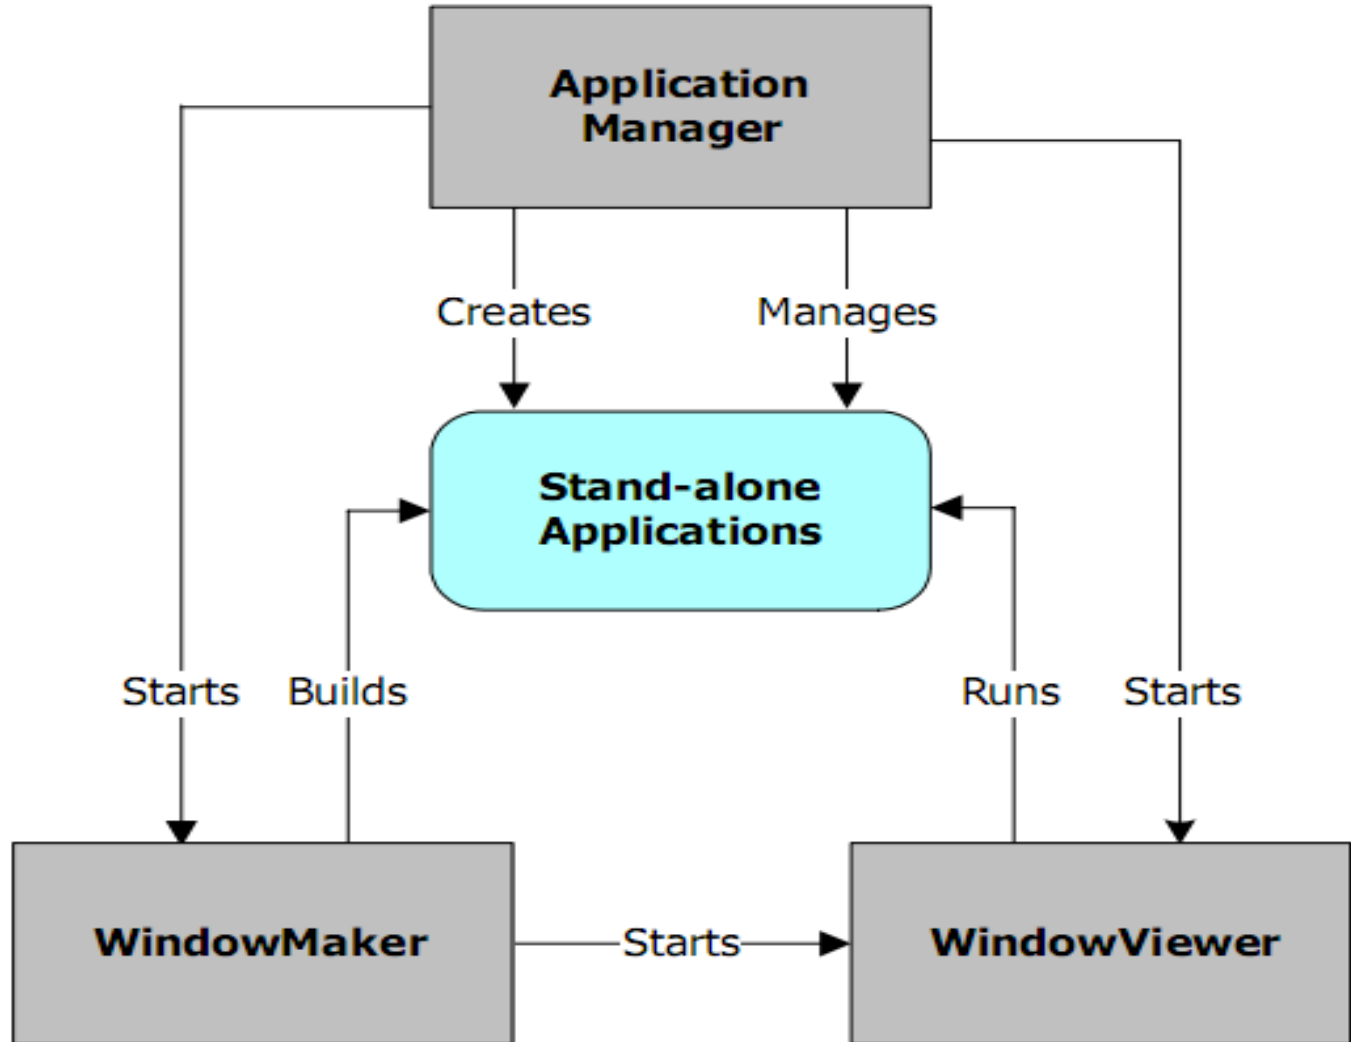 Application
Manager
Creates
Manages
Stand-alone
Applications
Starts
Builds
Runs
Starts
WindowMaker
Starts
WindowViewer